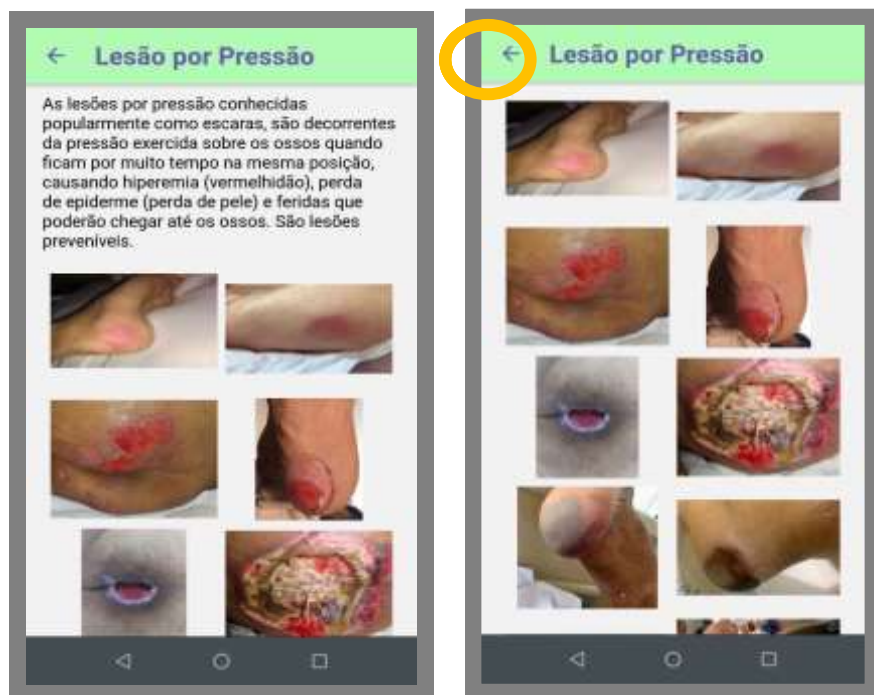 Lesão por Pressão
As lesões por pressão conhecidas
popularmente como escaras, são decorrentes
da pressão exercida sobre os ossos quando
ficam por muito tempo na mesma posição,
causando hiperemia (vermelhidão), perda
de epiderme (perda de pele) e feridas que
poderão chegar até os ossos. São lesões
preveníveis.
Lesão por Pressão